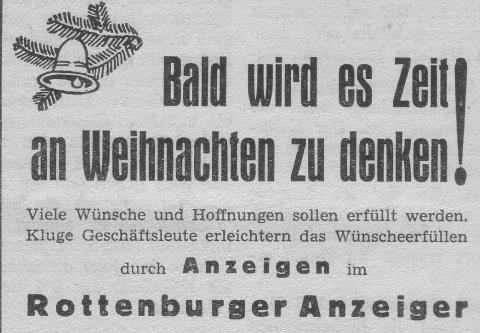 Bald wird es Zeit
an Weihnachten zu denken!
Viele Wünsche und Hoffnungen sollen erfüllt werden.
Kluge Geschäftsleute erleichtern das Wünscheerfüllen
durch Anzeigen im
Rottenburger Anzeiger